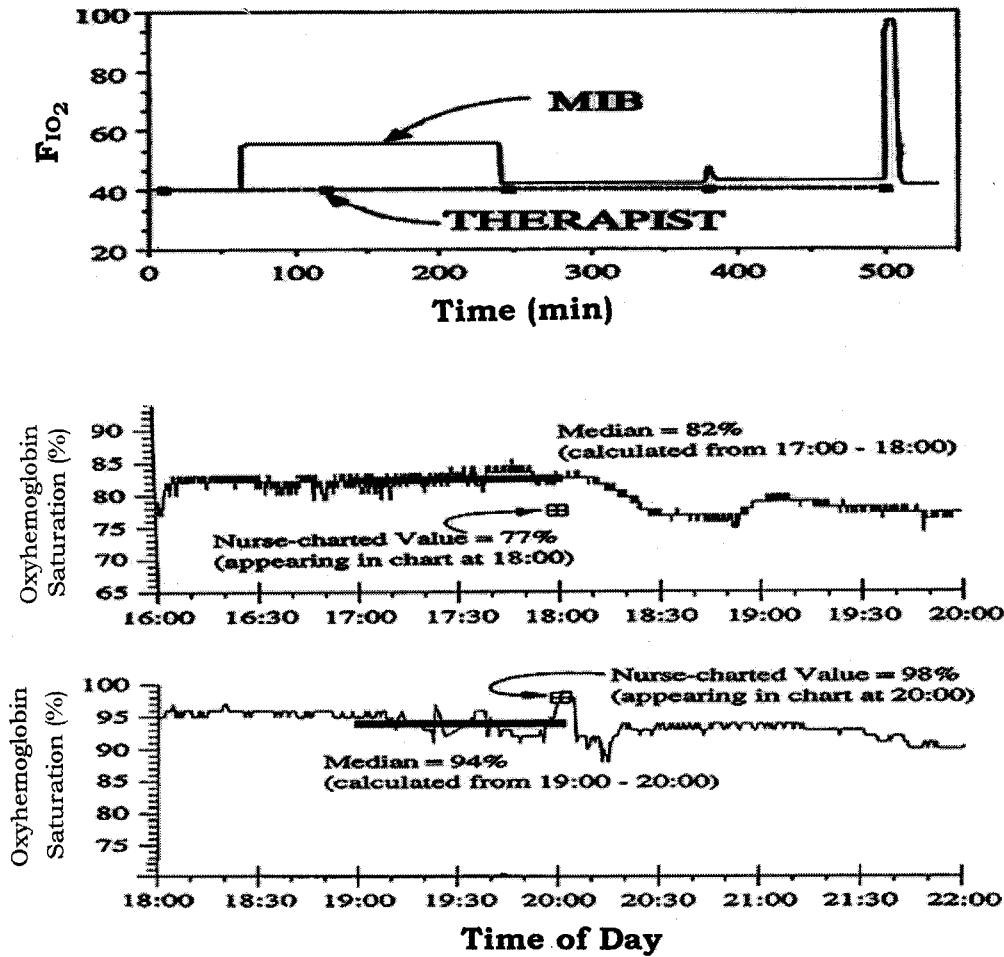 100
80
60
40
20
FIO₂
MIB
THERAPIST
0 100 200 300 400 500
Time (min)
Oxyhemoglobin
Saturation (%)
90
85
80
75
70
65
Median = 82%
(calculated from 17:00 - 18:00)
Nurse-charted Value = 77%
(appearing in chart at 18:00)
16:00 16:30 17:00 17:30 18:00 18:30 19:00 19:30 20:00
Oxyhemoglobin
Saturation (%)
100
95
90
85
80
75
Nurse-charted Value = 98%
(appearing in chart at 20:00)
Median = 94%
(calculated from 19:00 - 20:00)
18:00 18:30 19:00 19:30 20:00 20:30 21:00 21:30 22:00
Time of Day